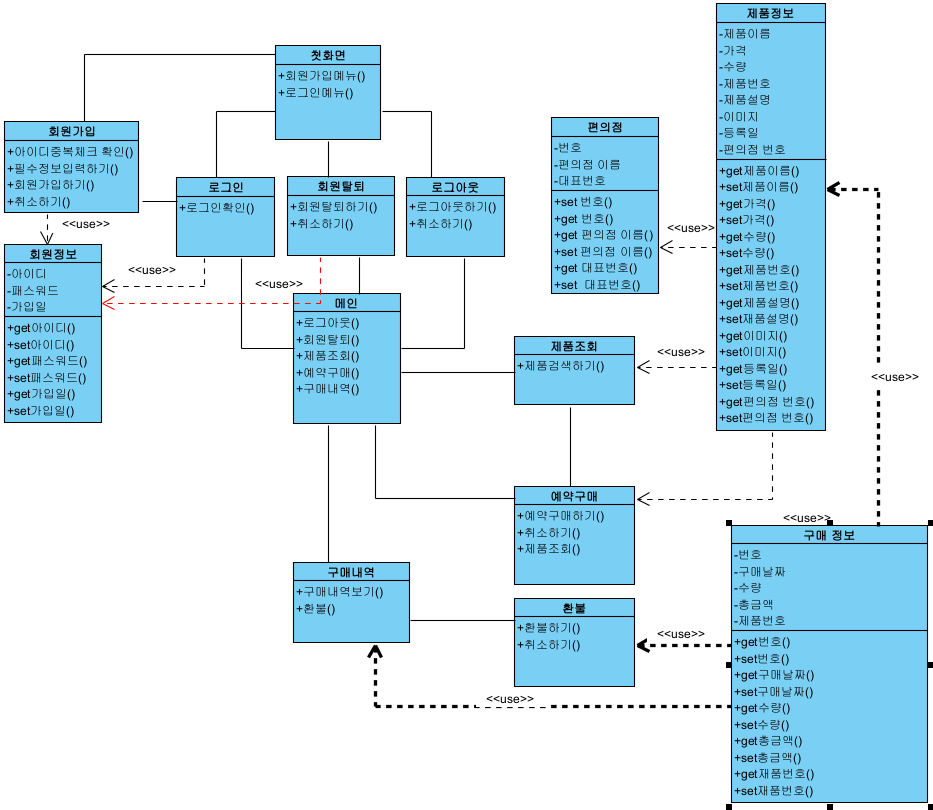 첫화면
+회원가입메뉴()
+로그인메뉴()
회원가입
+아이디중복체크 확인()
+필수정보입력하기()
+회원가입하기()
+취소하기()
로그인
+로그인확인()
회원탈퇴
+회원탈퇴하기()
+취소하기()
로그아웃
+로그아웃하기()
+취소하기()
<<use>>
회원정보
-아이디
-패스워드
-가입일
+get아이디()
+set아이디()
+get패스워드()
+set패스워드()
+get가입일()
+set가입일()
<<use>>
<<use>>
메인
+로그아웃()
+회원탈퇴()
+제품조회()
+예약구매()
+구매내역()
편의점
-번호
-편의점 이름
-대표번호
+set 번호()
+get 번호()
+get 편의점 이름()
+set 편의점 이름()
+get 대표번호()
+set  대표번호()
<<use>>
제품정보
-제품이름
-가격
-수량
-제품번호
-제품설명
-이미지
-등록일
-편의점 번호
+get제품이름()
+set제품이름()
+get가격()
+set가격()
+get수량()
+set수량()
+get제품번호()
+set제품번호()
+get제품설명()
+set재품설명()
+get이미지()
+set이미지()
+get등록일()
+set등록일()
+get편의점 번호()
+set편의점 번호()
제품조회
+제품검색하기()
<<use>>
<<use>>
예약구매
+예약구매하기()
+취소하기()
+제품조회()
<<use>>
구매내역
+구매내역보기()
+환불()
환불
+환불하기()
+취소하기()
<<use>>
<<use>>
구매 정보
-번호
-구매날짜
-수량
-총금액
-제품번호
+get번호()
+set번호()
+get구매날짜()
+set구매날짜()
+get수량()
+set수량()
+get총금액()
+set총금액()
+get재품번호()
+set재품번호()